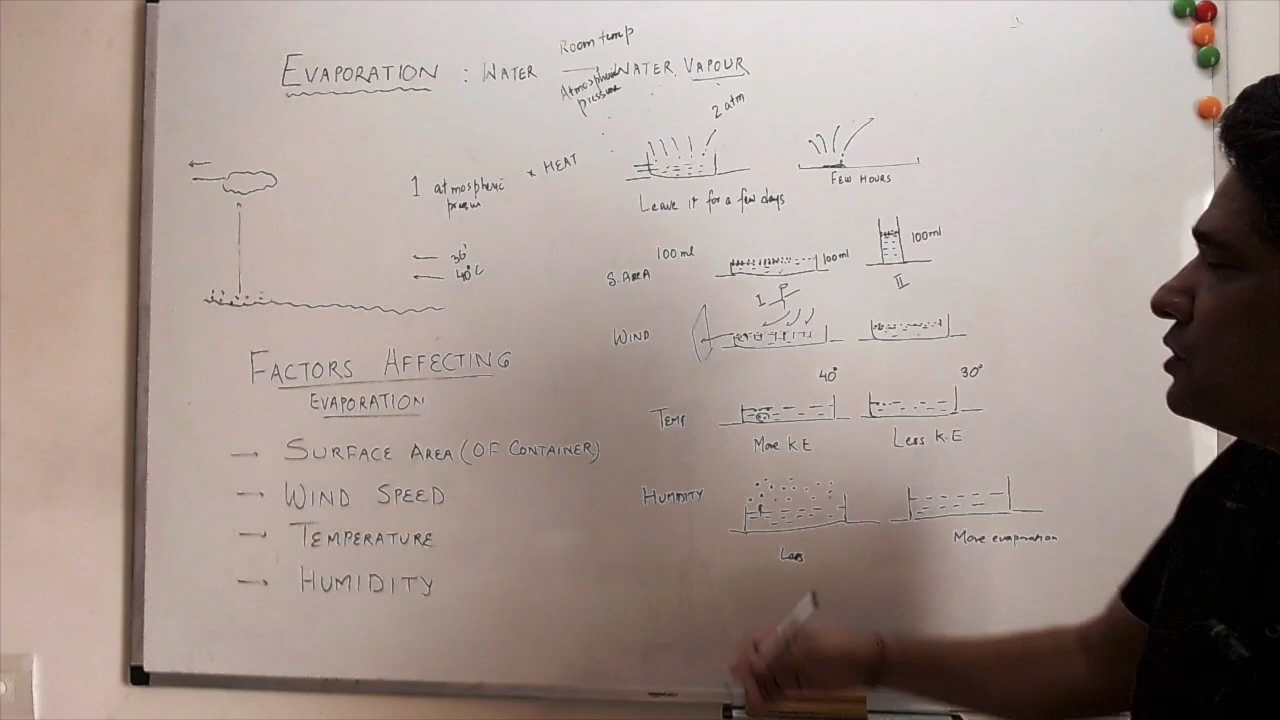 Room temp
EVAPORATION : WATER WATER VAPOUR
Atmospheric
pressure
2 atm
1 atmospheric
pressure
x HEAT
FEW HOURS
Leave it for a few days
36°
40°C
S. AREA 100 ml 100 ml 100 ml
I II
WIND
FACTORS AFFECTING
EVAPORATION
40° 30°
TEMP
More K.E Less K.E
→ SURFACE AREA (OF CONTAINER)
→ WIND SPEED
HUMIDITY
→ TEMPERATURE
More evaporation
Less
→ HUMIDITY